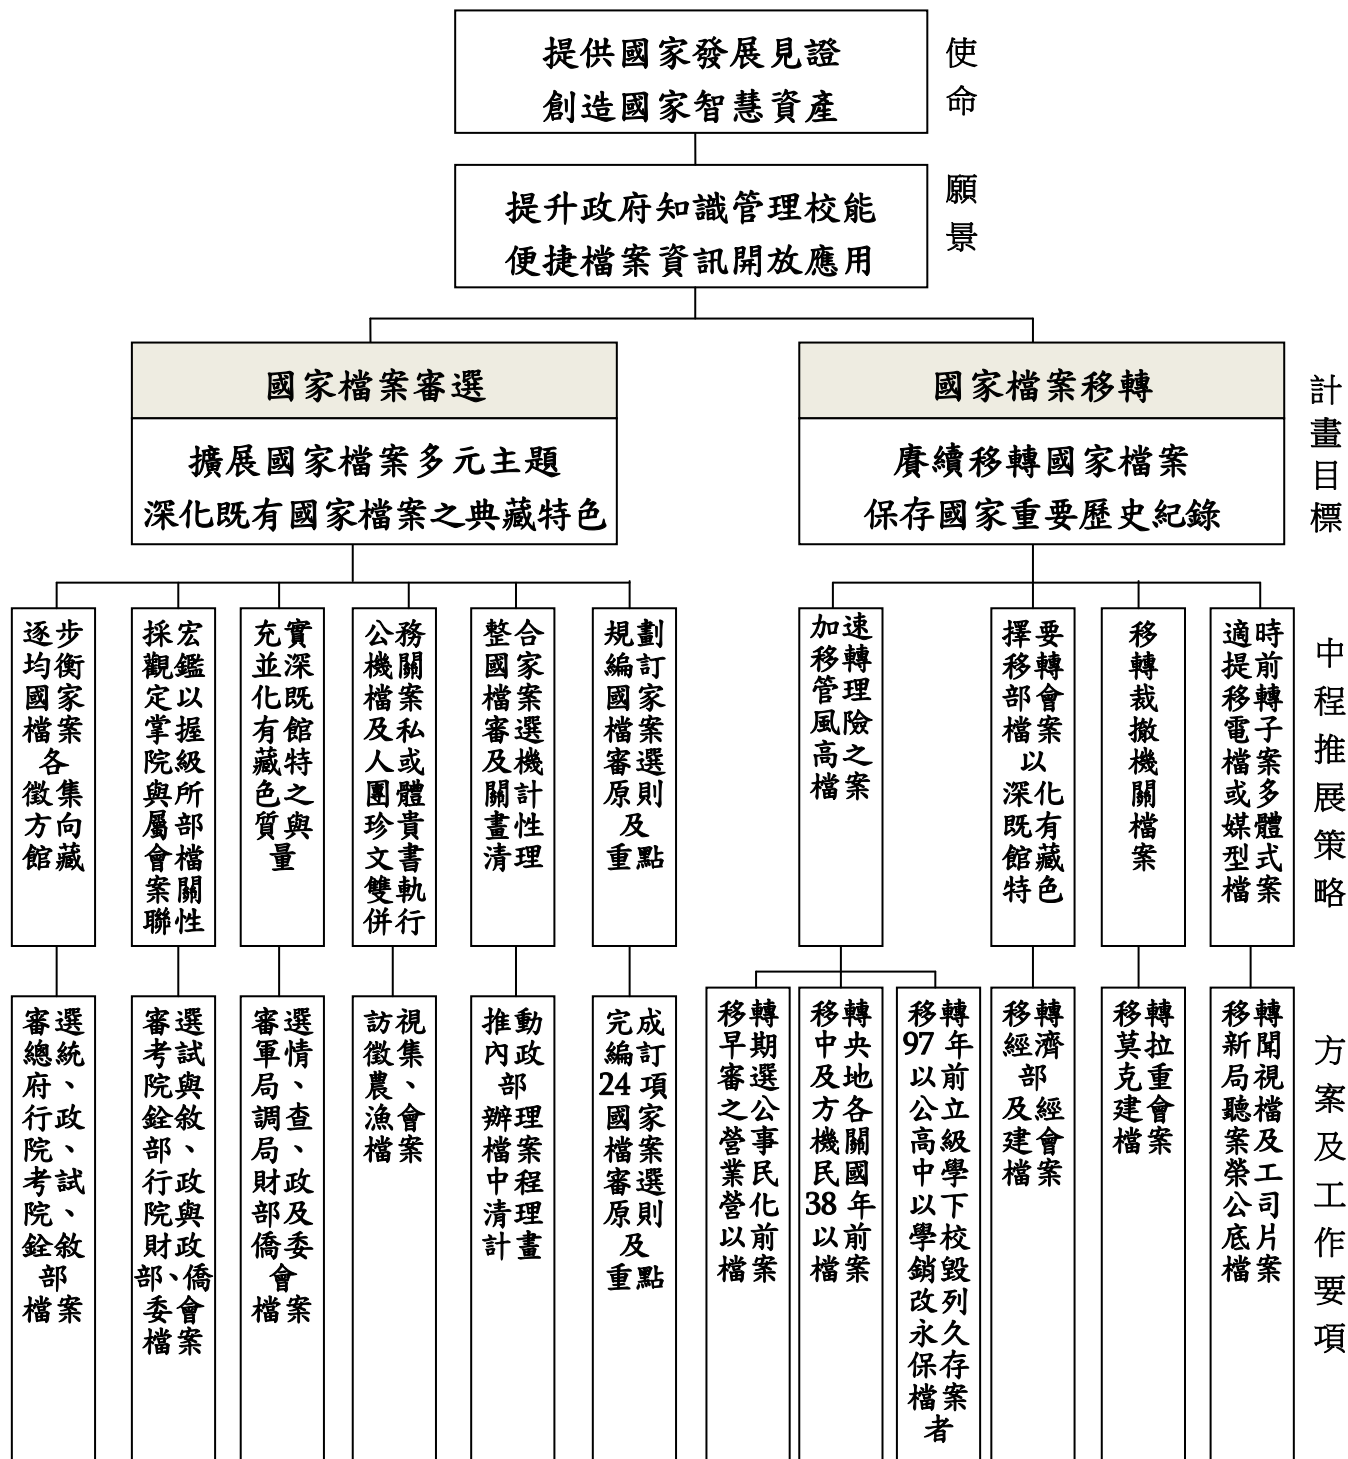 使命
提供國家發展見證
創造國家智慧資產
願景
提升政府知識管理校能
便捷檔案資訊開放應用
計畫目標
國家檔案審選
擴展國家檔案多元主題
深化既有國家檔案之典藏特色
國家檔案移轉
賡續移轉國家檔案
保存國家重要歷史紀錄
中程推展策略
逐步
均衡
國家
檔案
各
徵集
方向
館藏
採宏
觀鑑
定以
掌握
院級
與所
屬部
會檔
案關
聯性
充實
並深
化既
有館
藏特
色之
質與
量
公務
機關
檔案
及私
人或
團體
珍貴
文書
雙軌
併行
整合
國家
檔案
審選
及機
關計
畫性
清理
規劃
編訂
國家
檔案
審選
原則
及
重點
加速
移轉
管理
風險
高之
檔案
擇要
移轉
部會
檔案
以
深化
既有
館藏
特色
移
轉
裁
撤
機
關
檔
案
適時
提前
移轉
電子
檔案
或多
媒體
型式
檔案
方案及工作要項
審選
總統
府、
行政
院、
考試
院、
銓敘
部
檔案
審選
考試
院與
銓敘
部、
行政
院與
財政
部、僑
委會
檔案
審選
軍情
局、
調查
局、
財政
部及
僑委
會
檔案
訪視
徵集
農、
漁會
檔案
推動
內政
部
辦理
檔案
中程
清理
計畫
完成
編訂
24項
國家
檔案
審選
原則
及
重點
移轉
早期
審選
之公
營事
業民
營化
以前
檔案
移轉
中央
及地
方各
機關
民國
38年
以前
檔案
移轉
97年
以前
公立
高級
中學
以下
學校
銷毀
改列
永久
保存
檔案
者
移轉
經濟
部
及經
建會
檔案
移轉
莫拉
克重
建會
檔案
移轉
新聞
局視
聽檔
案及
榮工
公司
底片
檔案